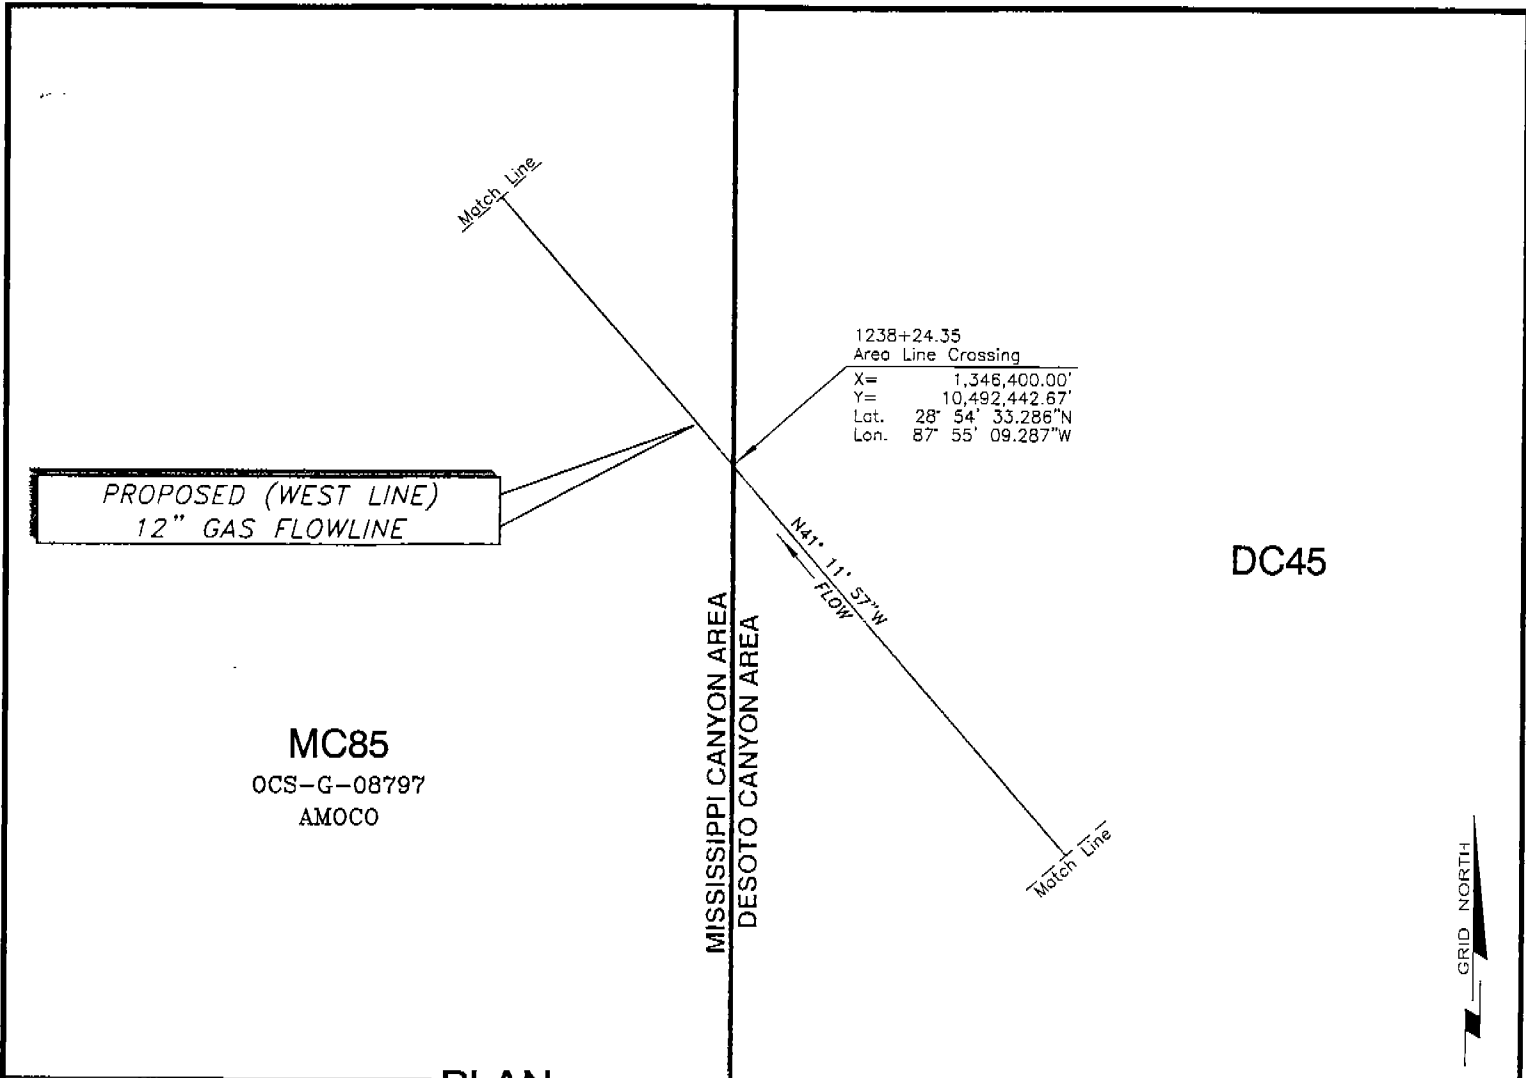 Match Line
1238+24.35
Area Line Crossing
X= 1,346,400.00'
Y= 10,492,442.67'
Lat. 28° 54' 33.286"N
Lon. 87° 55' 09.287"W
PROPOSED (WEST LINE)
12" GAS FLOWLINE
N41° 11' 57"W
FLOW
DC45
MISSISSIPPI CANYON AREA
DESOTO CANYON AREA
MC85
OCS-G-08797
AMOCO
Match Line
GRID NORTH
PLAN